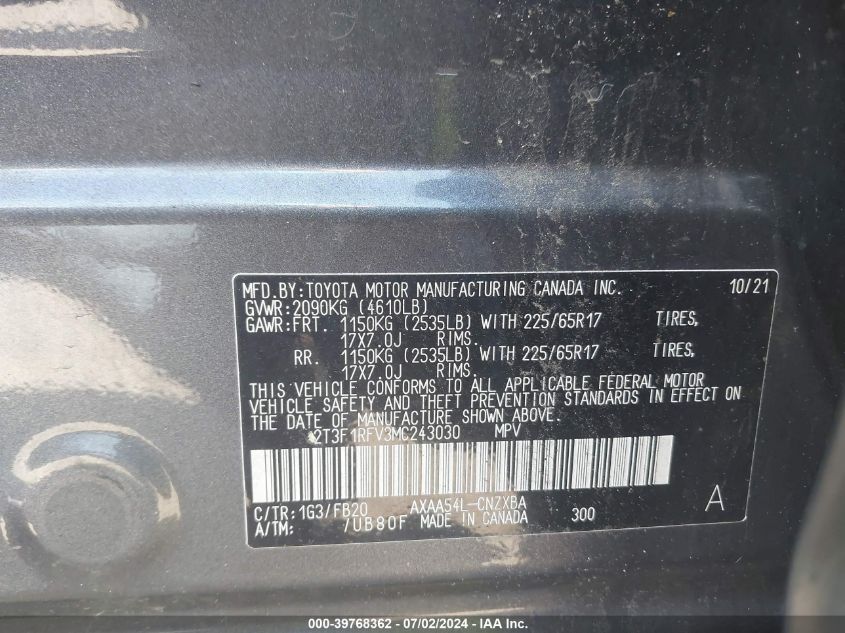 MFD.BY:TOYOTA MOTOR MANUFACTURING CANADA INC. 10/21
GVWR:2090KG (4610LB)
GAWR:FRT. 1150KG (2535LB) WITH 225/65R17 TIRES,
17X7.0J RIMS.
RR. 1150KG (2535LB) WITH 225/65R17 TIRES,
17X7.0J RIMS.
THIS VEHICLE CONFORMS TO ALL APPLICABLE FEDERAL MOTOR
VEHICLE SAFETY AND THEFT PREVENTION STANDARDS IN EFFECT ON
THE DATE OF MANUFACTURE SHOWN ABOVE.
2T3F1RFV3MC243030 MPV
C/TR:1G3/FB20 AXAA54L-CNZXBA A
A/TM: /UB80F MADE IN CANADA 300
000-39768362 - 07/02/2024 - IAA Inc.